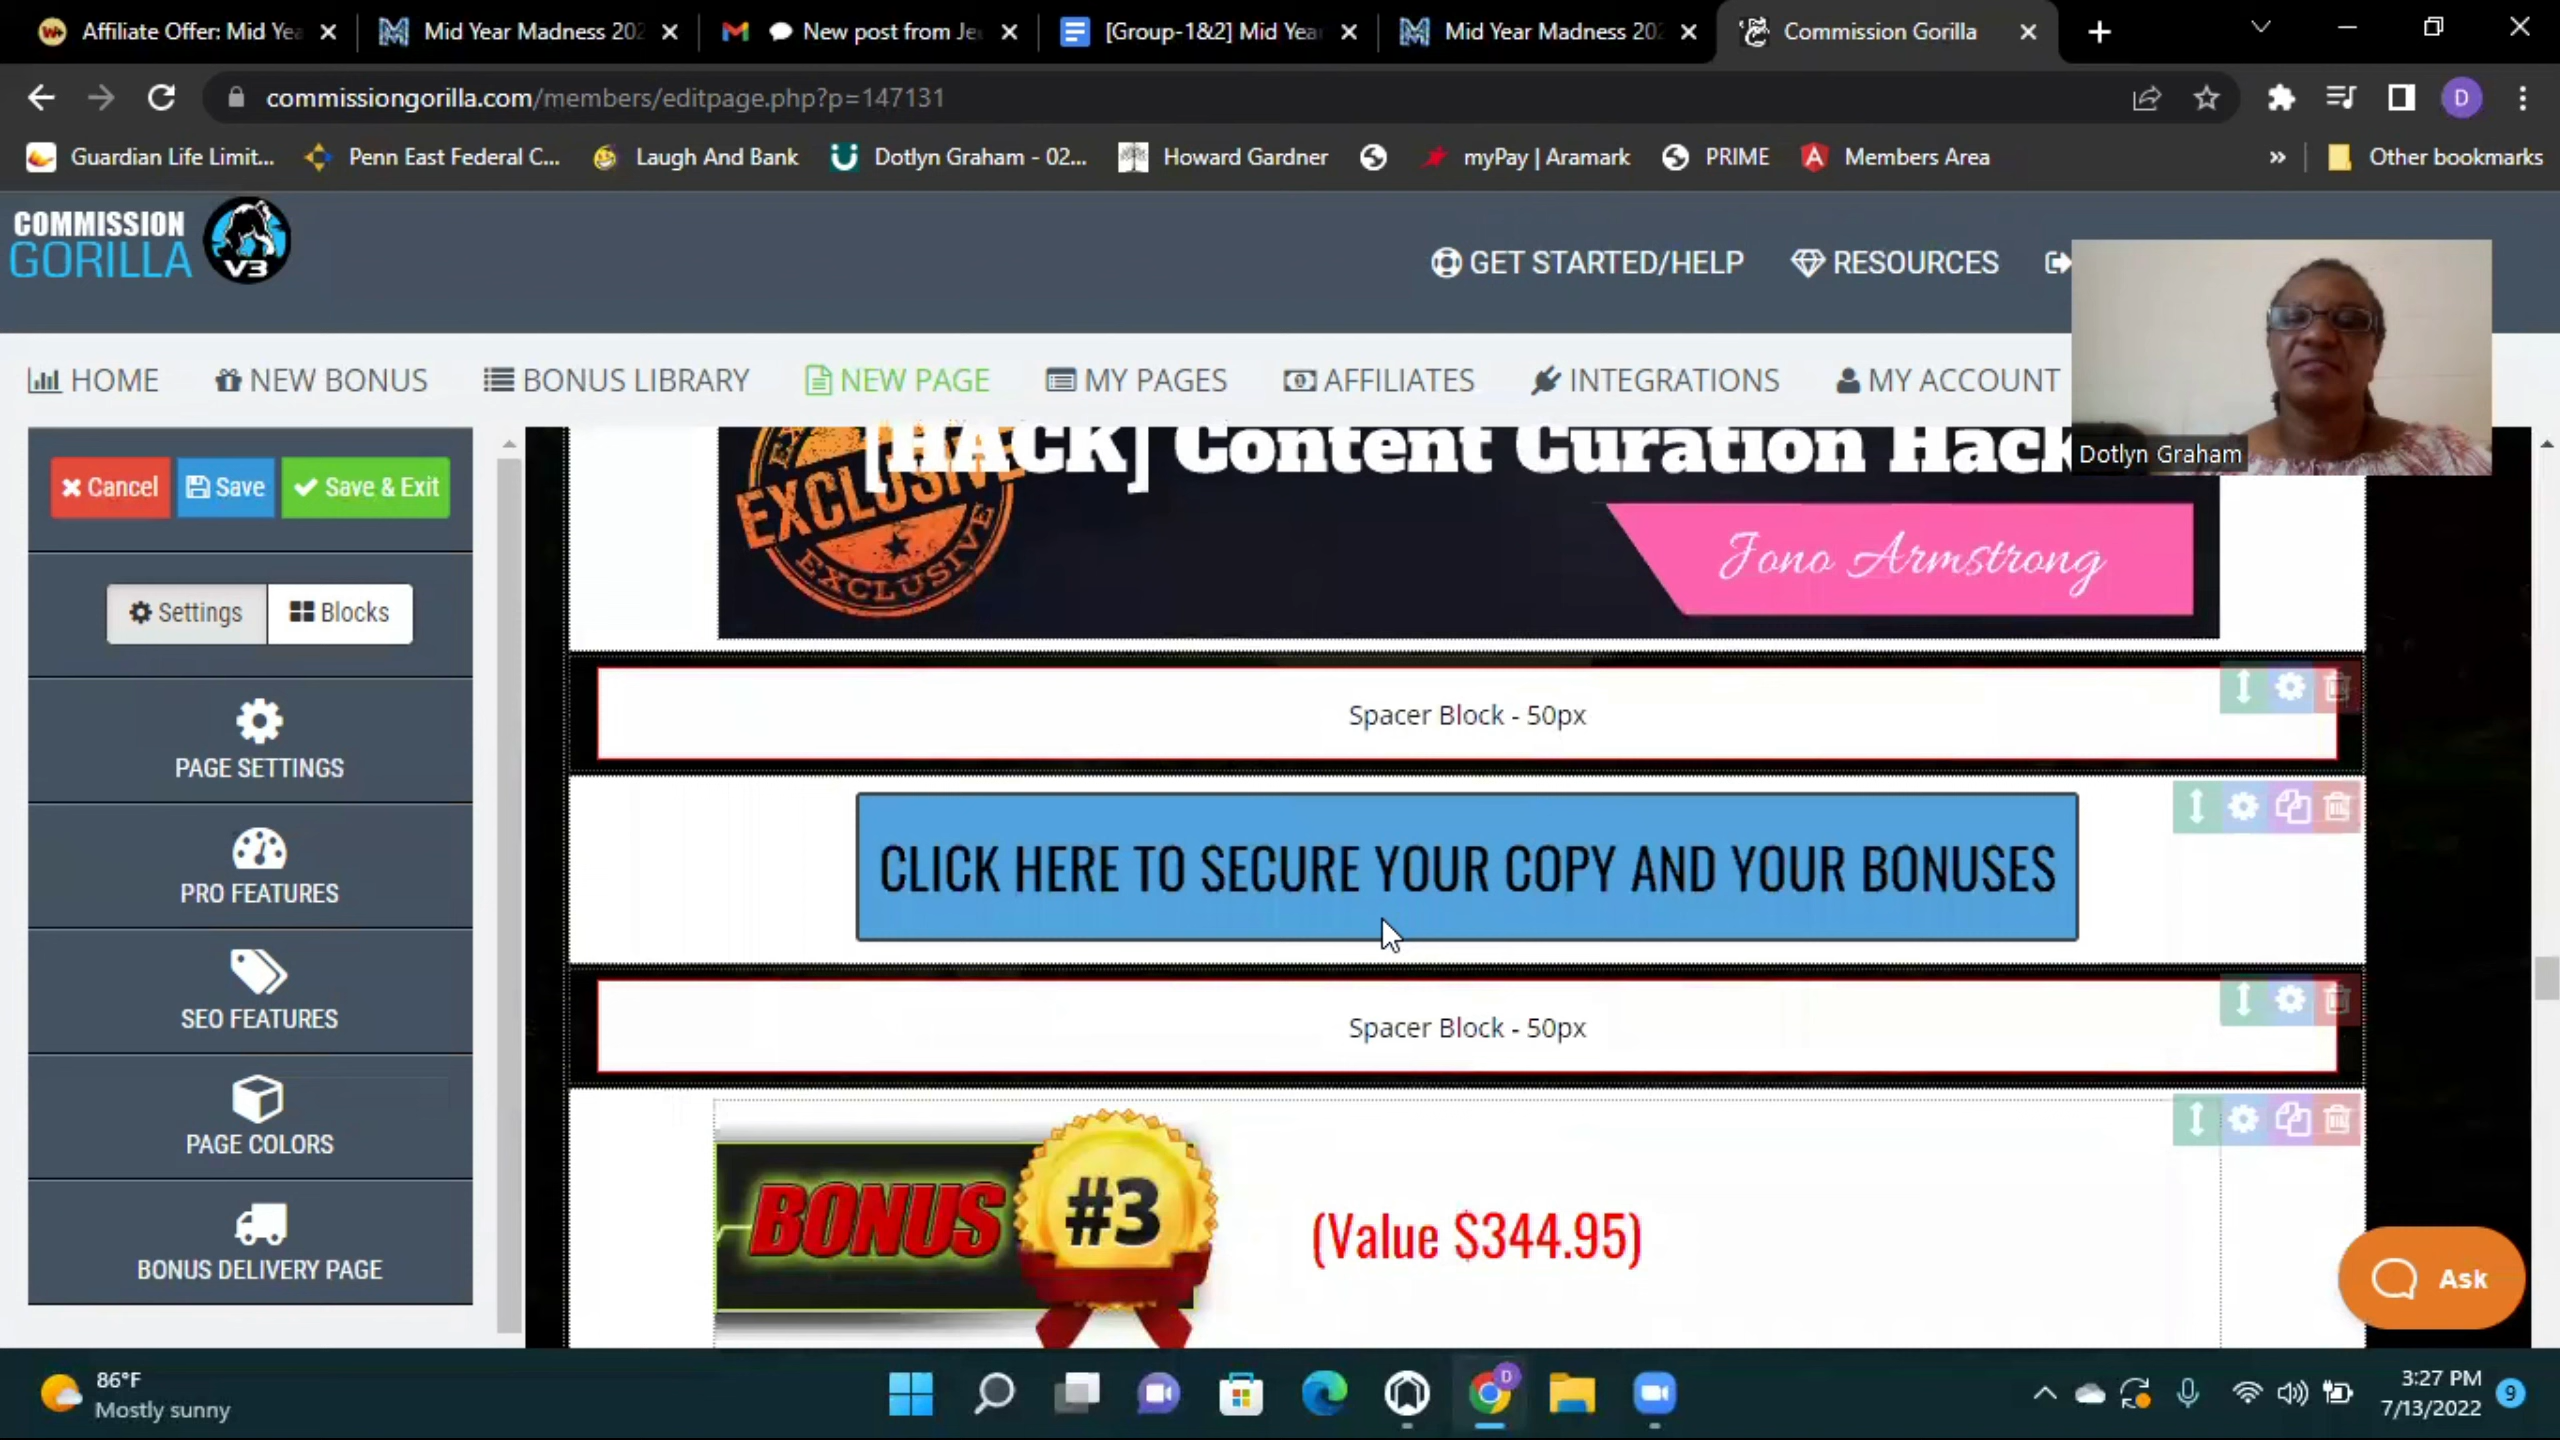 Affiliate Offer: Mid Yea
Mid Year Madness 202
New post from Je
[Group-1&2] Mid Year
Mid Year Madness 202
Commission Gorilla
commissiongorilla.com/members/editpage.php?p=147131
D
Guardian Life Limit...
Penn East Federal C...
Laugh And Bank
Dotlyn Graham - 02...
Howard Gardner
myPay | Aramark
PRIME
Members Area
»
Other bookmarks
COMMISSION
GORILLA
V3
GET STARTED/HELP
RESOURCES
HOME
NEW BONUS
BONUS LIBRARY
NEW PAGE
MY PAGES
AFFILIATES
INTEGRATIONS
MY ACCOUNT
Dotlyn Graham
Cancel
Save
Save & Exit
Settings
Blocks
PAGE SETTINGS
PRO FEATURES
SEO FEATURES
PAGE COLORS
BONUS DELIVERY PAGE
[HACK] Content Curation Hack
EXCLUSIVE
EXCLUSIVE
Jono Armstrong
Spacer Block - 50px
CLICK HERE TO SECURE YOUR COPY AND YOUR BONUSES
Spacer Block - 50px
BONUS
#3
(Value $344.95)
Ask
86°F
Mostly sunny
D
3:27 PM
7/13/2022
9